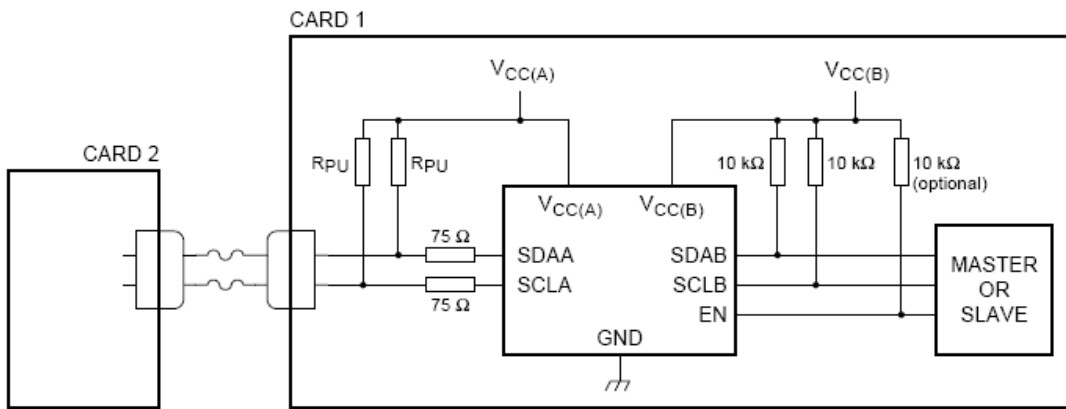 CARD 1
VCC(A)
VCC(B)
CARD 2
RPU
RPU
10 kΩ
10 kΩ
10 kΩ
(optional)
VCC(A)
VCC(B)
75 Ω
SDAA
SDAB
MASTER
OR
SLAVE
SCLA
SCLB
75 Ω
EN
GND